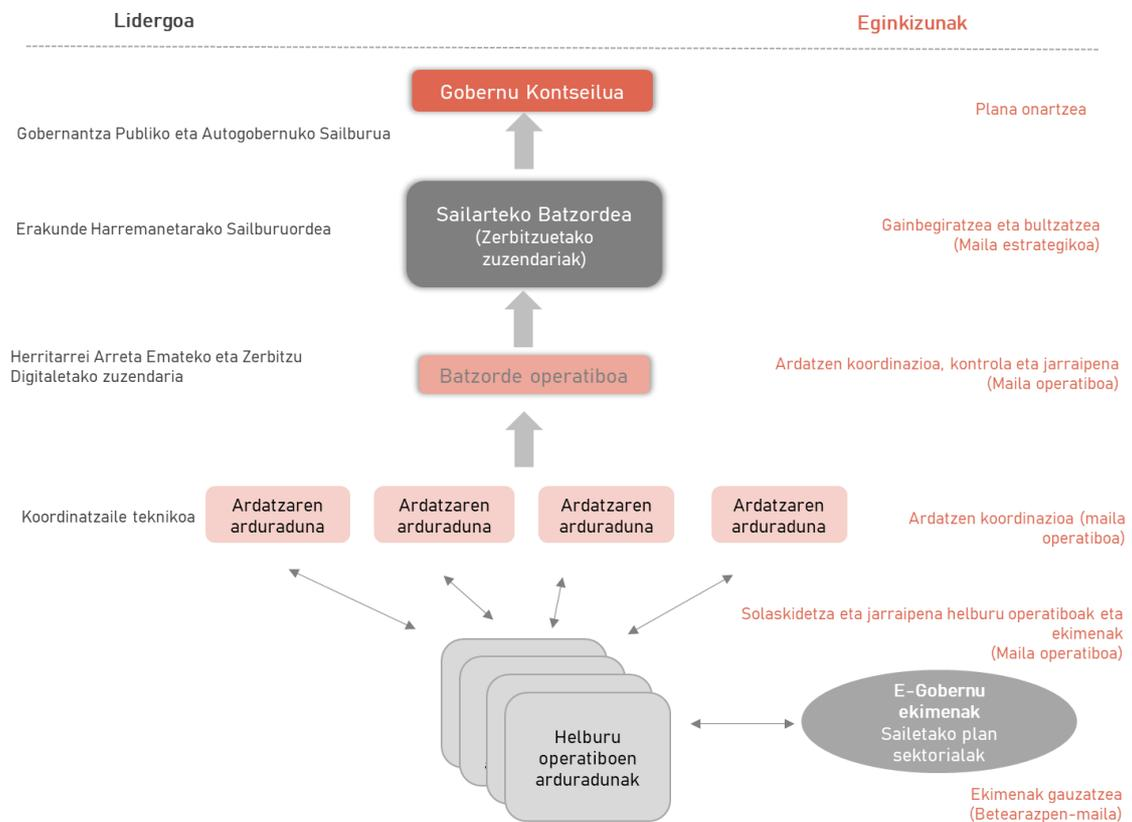 Lidergoa
Eginkizunak
Gobernu Kontseilua
Plana onartzea
Gobernantza Publiko eta Autogobernuko Sailburua
Sailarteko Batzordea
(Zerbitzuetako
zuzendariak)
Erakunde Harremanetarako Sailburuordea
Gainbegiratzea eta bultzatzea
(Maila estrategikoa)
Herritarrei Arreta Emateko eta Zerbitzu
Digitaletako zuzendaria
Batzorde operatiboa
Ardatzen koordinazioa, kontrola eta jarraipena
(Maila operatiboa)
Koordinatzaile teknikoa
Ardatzaren
arduraduna
Ardatzaren
arduraduna
Ardatzaren
arduraduna
Ardatzaren
arduraduna
Ardatzen koordinazioa (maila
operatiboa)
Solaskidetza eta jarraipena helburu operatiboak eta
ekimenak
(Maila operatiboa)
Helburu
operatiboen
arduradunak
E-Gobernu
ekimenak
Sailetako plan
sektorialak
Ekimenak gauzatzea
(Betearazpen-maila)